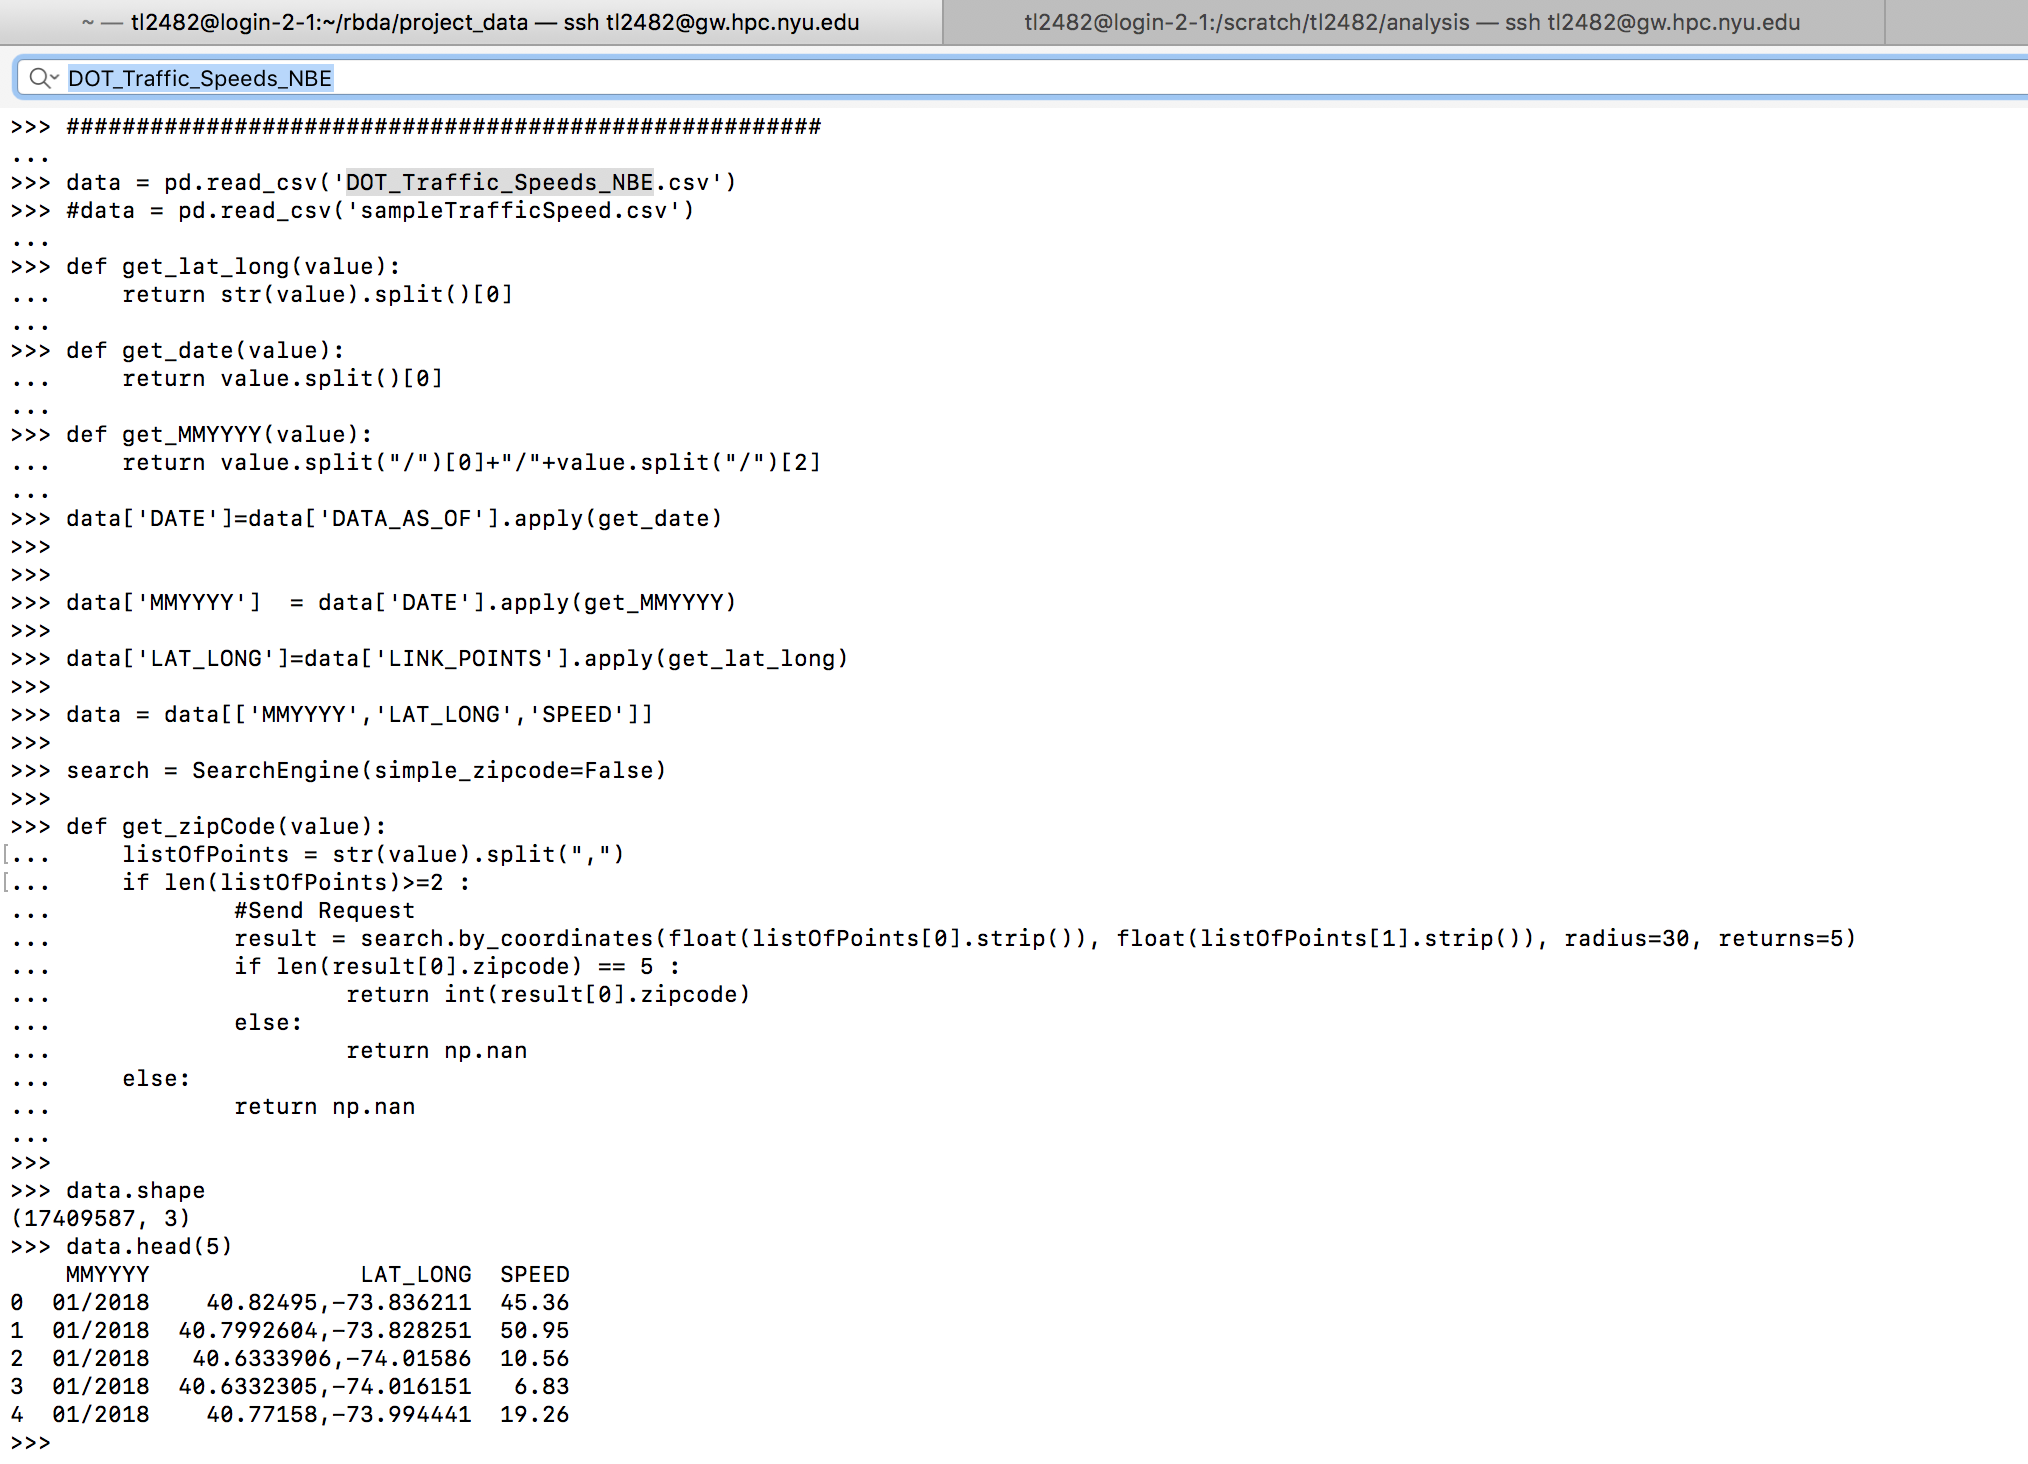 ~ — tl2482@login-2-1:~/rbda/project_data — ssh tl2482@gw.hpc.nyu.edu
tl2482@login-2-1:/scratch/tl2482/analysis — ssh tl2482@gw.hpc.nyu.edu
DOT_Traffic_Speeds_NBE
>>> ######################################################
...
>>> data = pd.read_csv('DOT_Traffic_Speeds_NBE.csv')
>>> #data = pd.read_csv('sampleTrafficSpeed.csv')
...
>>> def get_lat_long(value):
...     return str(value).split()[0]
...
>>> def get_date(value):
...     return value.split()[0]
...
>>> def get_MMYYYY(value):
...     return value.split("/")[0]+"/"+value.split("/")[2]
...
>>> data['DATE']=data['DATA_AS_OF'].apply(get_date)
>>>
>>>
>>> data['MMYYYY']  = data['DATE'].apply(get_MMYYYY)
>>>
>>> data['LAT_LONG']=data['LINK_POINTS'].apply(get_lat_long)
>>>
>>> data = data[['MMYYYY','LAT_LONG','SPEED']]
>>>
>>> search = SearchEngine(simple_zipcode=False)
>>>
>>> def get_zipCode(value):
[...     listOfPoints = str(value).split(",")
[...     if len(listOfPoints)>=2 :
...             #Send Request
...             result = search.by_coordinates(float(listOfPoints[0].strip()), float(listOfPoints[1].strip()), radius=30, returns=5)
...             if len(result[0].zipcode) == 5 :
...                     return int(result[0].zipcode)
...             else:
...                     return np.nan
...     else:
...             return np.nan
...
>>>
>>> data.shape
(17409587, 3)
>>> data.head(5)
    MMYYYY               LAT_LONG  SPEED
0  01/2018    40.82495,-73.836211  45.36
1  01/2018  40.7992604,-73.828251  50.95
2  01/2018   40.6333906,-74.01586  10.56
3  01/2018  40.6332305,-74.016151   6.83
4  01/2018    40.77158,-73.994441  19.26
>>>